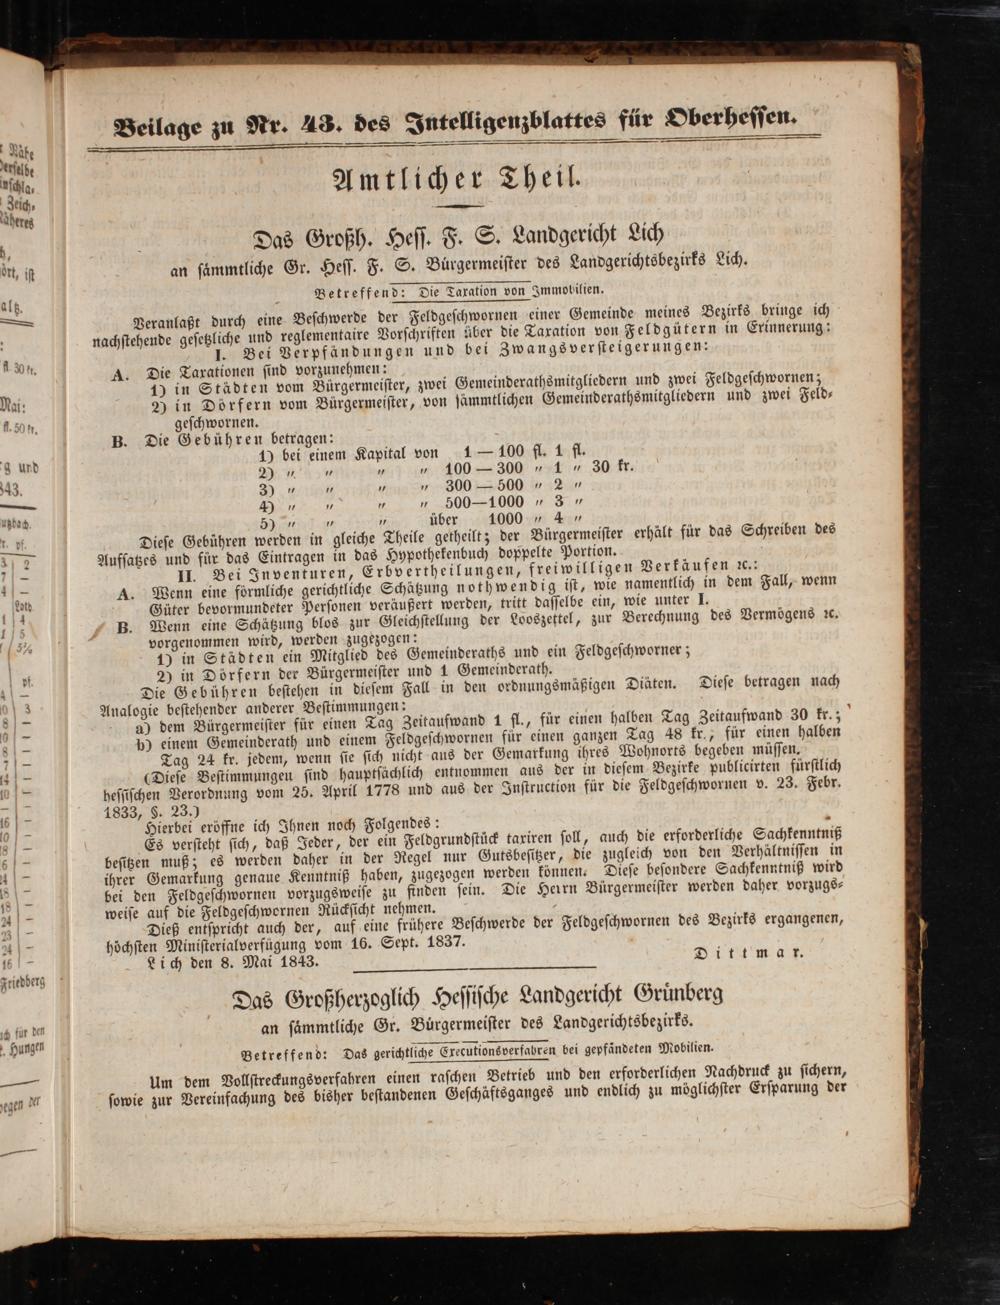 Beilage zu Nr. 43. des Intelligenzblattes für Oberhessen.
Amtlicher Theil.
Das Großh. Hess. F. S. Landgericht Lich
an sämmtliche Gr. Hess. F. S. Bürgermeister des Landgerichtsbezirks Lich.
Betreffend: Die Taxation von Immobilien.
Veranlaßt durch eine Beschwerde der Feldgeschwornen einer Gemeinde meines Bezirks bringe ich
nachstehende gesetzliche und reglementaire Vorschriften über die Taxation von Feldgütern in Erinnerung:
I. Bei Verpfändungen und bei Zwangsversteigerungen:
A. Die Taxationen sind vorzunehmen:
1) in Städten vom Bürgermeister, zwei Gemeinderathsmitgliedern und zwei Feldgeschwornen;
2) in Dörfern vom Bürgermeister, von sämmtlichen Gemeinderathsmitgliedern und zwei Feld-
geschwornen.
B. Die Gebühren betragen:
1) bei einem Kapital von 1 — 100 fl. 1 fl.
2) „ „ „ „ 100 — 300 „ 1 „ 30 kr.
3) „ „ „ „ 300 — 500 „ 2 „
4) „ „ „ „ 500—1000 „ 3 „
5) „ „ „ über 1000 „ 4 „
Diese Gebühren werden in gleiche Theile getheilt; der Bürgermeister erhält für das Schreiben des
Aufsatzes und für das Eintragen in das Hypothekenbuch doppelte Portion.
II. Bei Inventuren, Erbvertheilungen, freiwilligen Verkäufen ꝛc.:
A. Wenn eine förmliche gerichtliche Schätzung nothwendig ist, wie namentlich in dem Fall, wenn
Güter bevormundeter Personen veräußert werden, tritt dasselbe ein, wie unter I.
B. Wenn eine Schätzung blos zur Gleichstellung der Looszettel, zur Berechnung des Vermögens ꝛc.
vorgenommen wird, werden zugezogen:
1) in Städten ein Mitglied des Gemeinderaths und ein Feldgeschworner;
2) in Dörfern der Bürgermeister und 1 Gemeinderath.
Die Gebühren bestehen in diesem Fall in den ordnungsmäßigen Diäten. Diese betragen nach
Analogie bestehender anderer Bestimmungen:
a) dem Bürgermeister für einen Tag Zeitaufwand 1 fl., für einen halben Tag Zeitaufwand 30 kr.;
b) einem Gemeinderath und einem Feldgeschwornen für einen ganzen Tag 48 kr., für einen halben
Tag 24 kr. jedem, wenn sie sich nicht aus der Gemarkung ihres Wohnorts begeben müssen.
(Diese Bestimmungen sind hauptsächlich entnommen aus der in diesem Bezirke publicirten fürstlich
hessischen Verordnung vom 25. April 1778 und aus der Instruction für die Feldgeschwornen v. 23. Febr.
1833, §. 23.)
Hierbei eröffne ich Ihnen noch Folgendes:
Es versteht sich, daß Jeder, der ein Feldgrundstück taxiren soll, auch die erforderliche Sachkenntniß
besitzen muß; es werden daher in der Regel nur Gutsbesitzer, die zugleich von den Verhältnissen in
ihrer Gemarkung genaue Kenntniß haben, zugezogen werden können. Diese besondere Sachkenntniß wird
bei den Feldgeschwornen vorzugsweise zu finden sein. Die Herrn Bürgermeister werden daher vorzugs-
weise auf die Feldgeschwornen Rücksicht nehmen.
Dieß entspricht auch der, auf eine frühere Beschwerde der Feldgeschwornen des Bezirks ergangenen,
höchsten Ministerialverfügung vom 16. Sept. 1837.
Lich den 8. Mai 1843.
Dittmar.
Das Großherzoglich Hessische Landgericht Grünberg
an sämmtliche Gr. Bürgermeister des Landgerichtsbezirks.
Betreffend: Das gerichtliche Executionsverfahren bei gepfändeten Mobilien.
Um dem Vollstreckungsverfahren einen raschen Betrieb und den erforderlichen Nachdruck zu sichern,
sowie zur Vereinfachung des bisher bestandenen Geschäftsganges und endlich zu möglichster Ersparung der